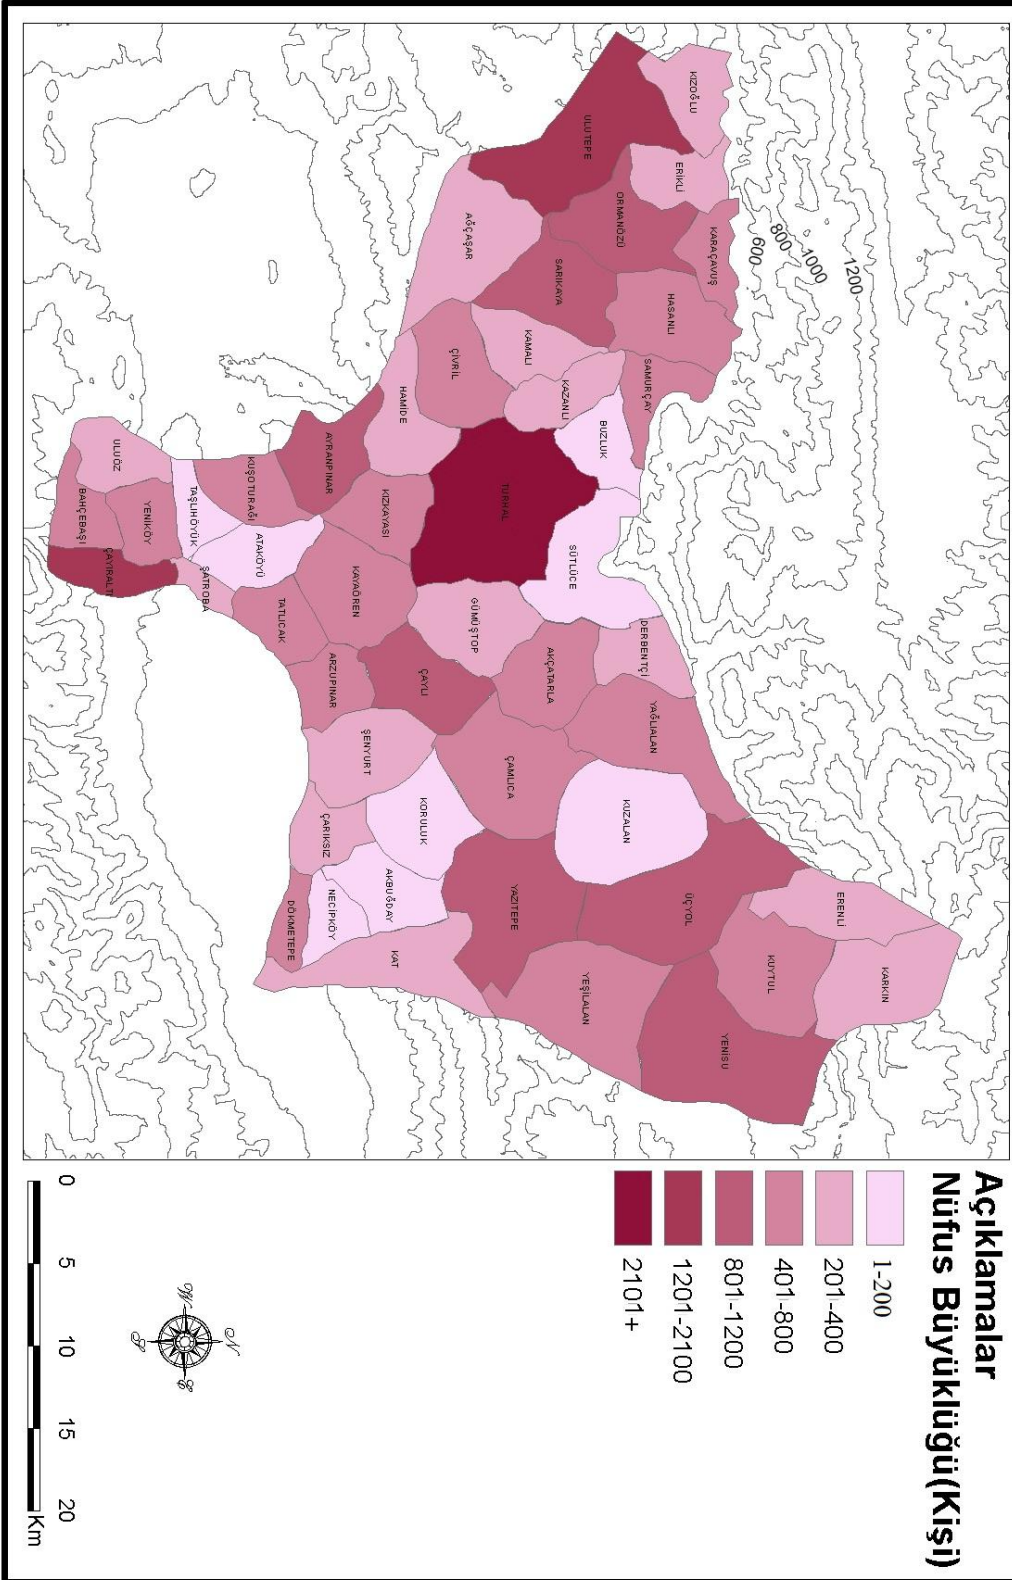 KIZOĞLU
ULUTEPE
ERİKLİ
ORMANÖZÜ
KARAÇAVUŞ
AĞÇAŞAR
SARIKAYA
HASANLI
600
800
1000
1200
SAMURÇAY
KAMALI
KAZANLI
ÇİVRİL
HAMİDE
BUZLUK
TURHAL
SÜTLÜCE
AYRANPINAR
KIZKAYASI
KUŞOTURAĞI
ULUÖZ
BAHÇEBAŞI
YENİKÖY
TAŞLIHÖYÜK
ATAKÖYÜ
ÇAYIRALTI
ŞATROBA
KAYAÖREN
TATLICAK
GÜMÜŞTOP
DERBENTÇİ
AKÇATARLA
ARZUPINAR
ÇAYLI
YAĞLIALAN
ŞENYURT
ÇAMLICA
KORULUK
KUZALAN
ÇARIKSIZ
AKBUĞDAY
NECİPKÖY
DÖKMETEPE
KAT
YAZITEPE
ÜÇYOL
ERENLİ
KUYTUL
KARKIN
YEŞİLALAN
YENİSU
Açıklamalar
Nüfus Büyüklüğü(Kişi)
1-200
201-400
401-800
801-1200
1201-2100
2101+
N
W
E
S
0 5 10 15 20
Km